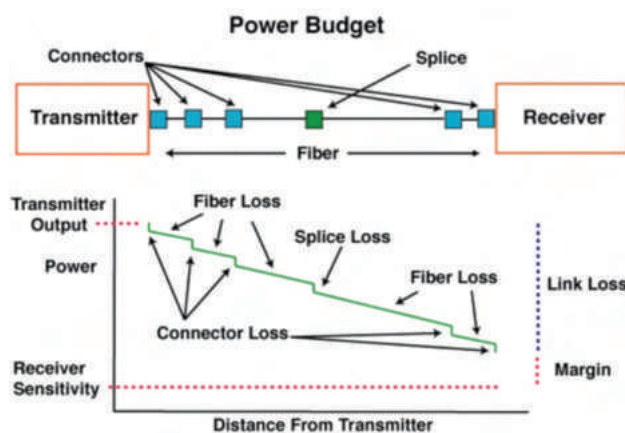 Power Budget
Connectors
Splice
Transmitter
Receiver
Fiber
Transmitter
Output
Fiber Loss
Splice Loss
Power
Fiber Loss
Link Loss
Connector Loss
Receiver
Sensitivity
Margin
Distance From Transmitter